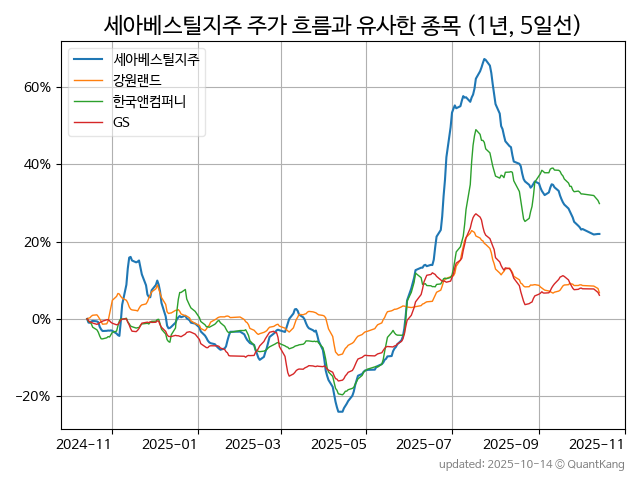 세아베스틸지주 주가 흐름과 유사한 종목 (1년, 5일선)
세아베스틸지주
강원랜드
한국앤컴퍼니
GS
60%
40%
20%
0%
−20%
2024-11
2025-01
2025-03
2025-05
2025-07
2025-09
2025-11
updated: 2025-10-14 © QuantKang